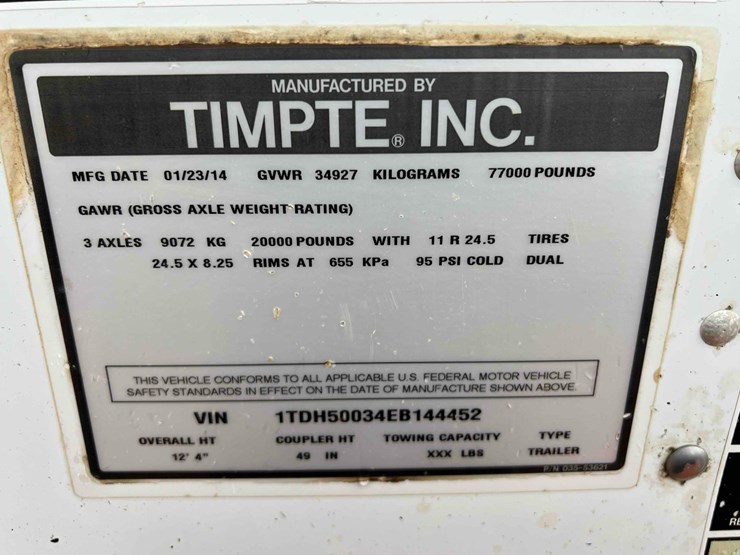 MANUFACTURED BY
TIMPTE® INC.
MFG DATE 01/23/14 GVWR 34927 KILOGRAMS 77000 POUNDS
GAWR (GROSS AXLE WEIGHT RATING)
3 AXLES 9072 KG 20000 POUNDS WITH 11 R 24.5 TIRES
24.5 X 8.25 RIMS AT 655 KPa 95 PSI COLD DUAL
THIS VEHICLE CONFORMS TO ALL APPLICABLE U.S. FEDERAL MOTOR VEHICLE
SAFETY STANDARDS IN EFFECT ON THE DATE OF MANUFACTURE SHOWN ABOVE.
VIN 1TDH50034EB144452
OVERALL HT COUPLER HT TOWING CAPACITY TYPE
12' 4" 49 IN XXX LBS TRAILER
P.N 035-53621